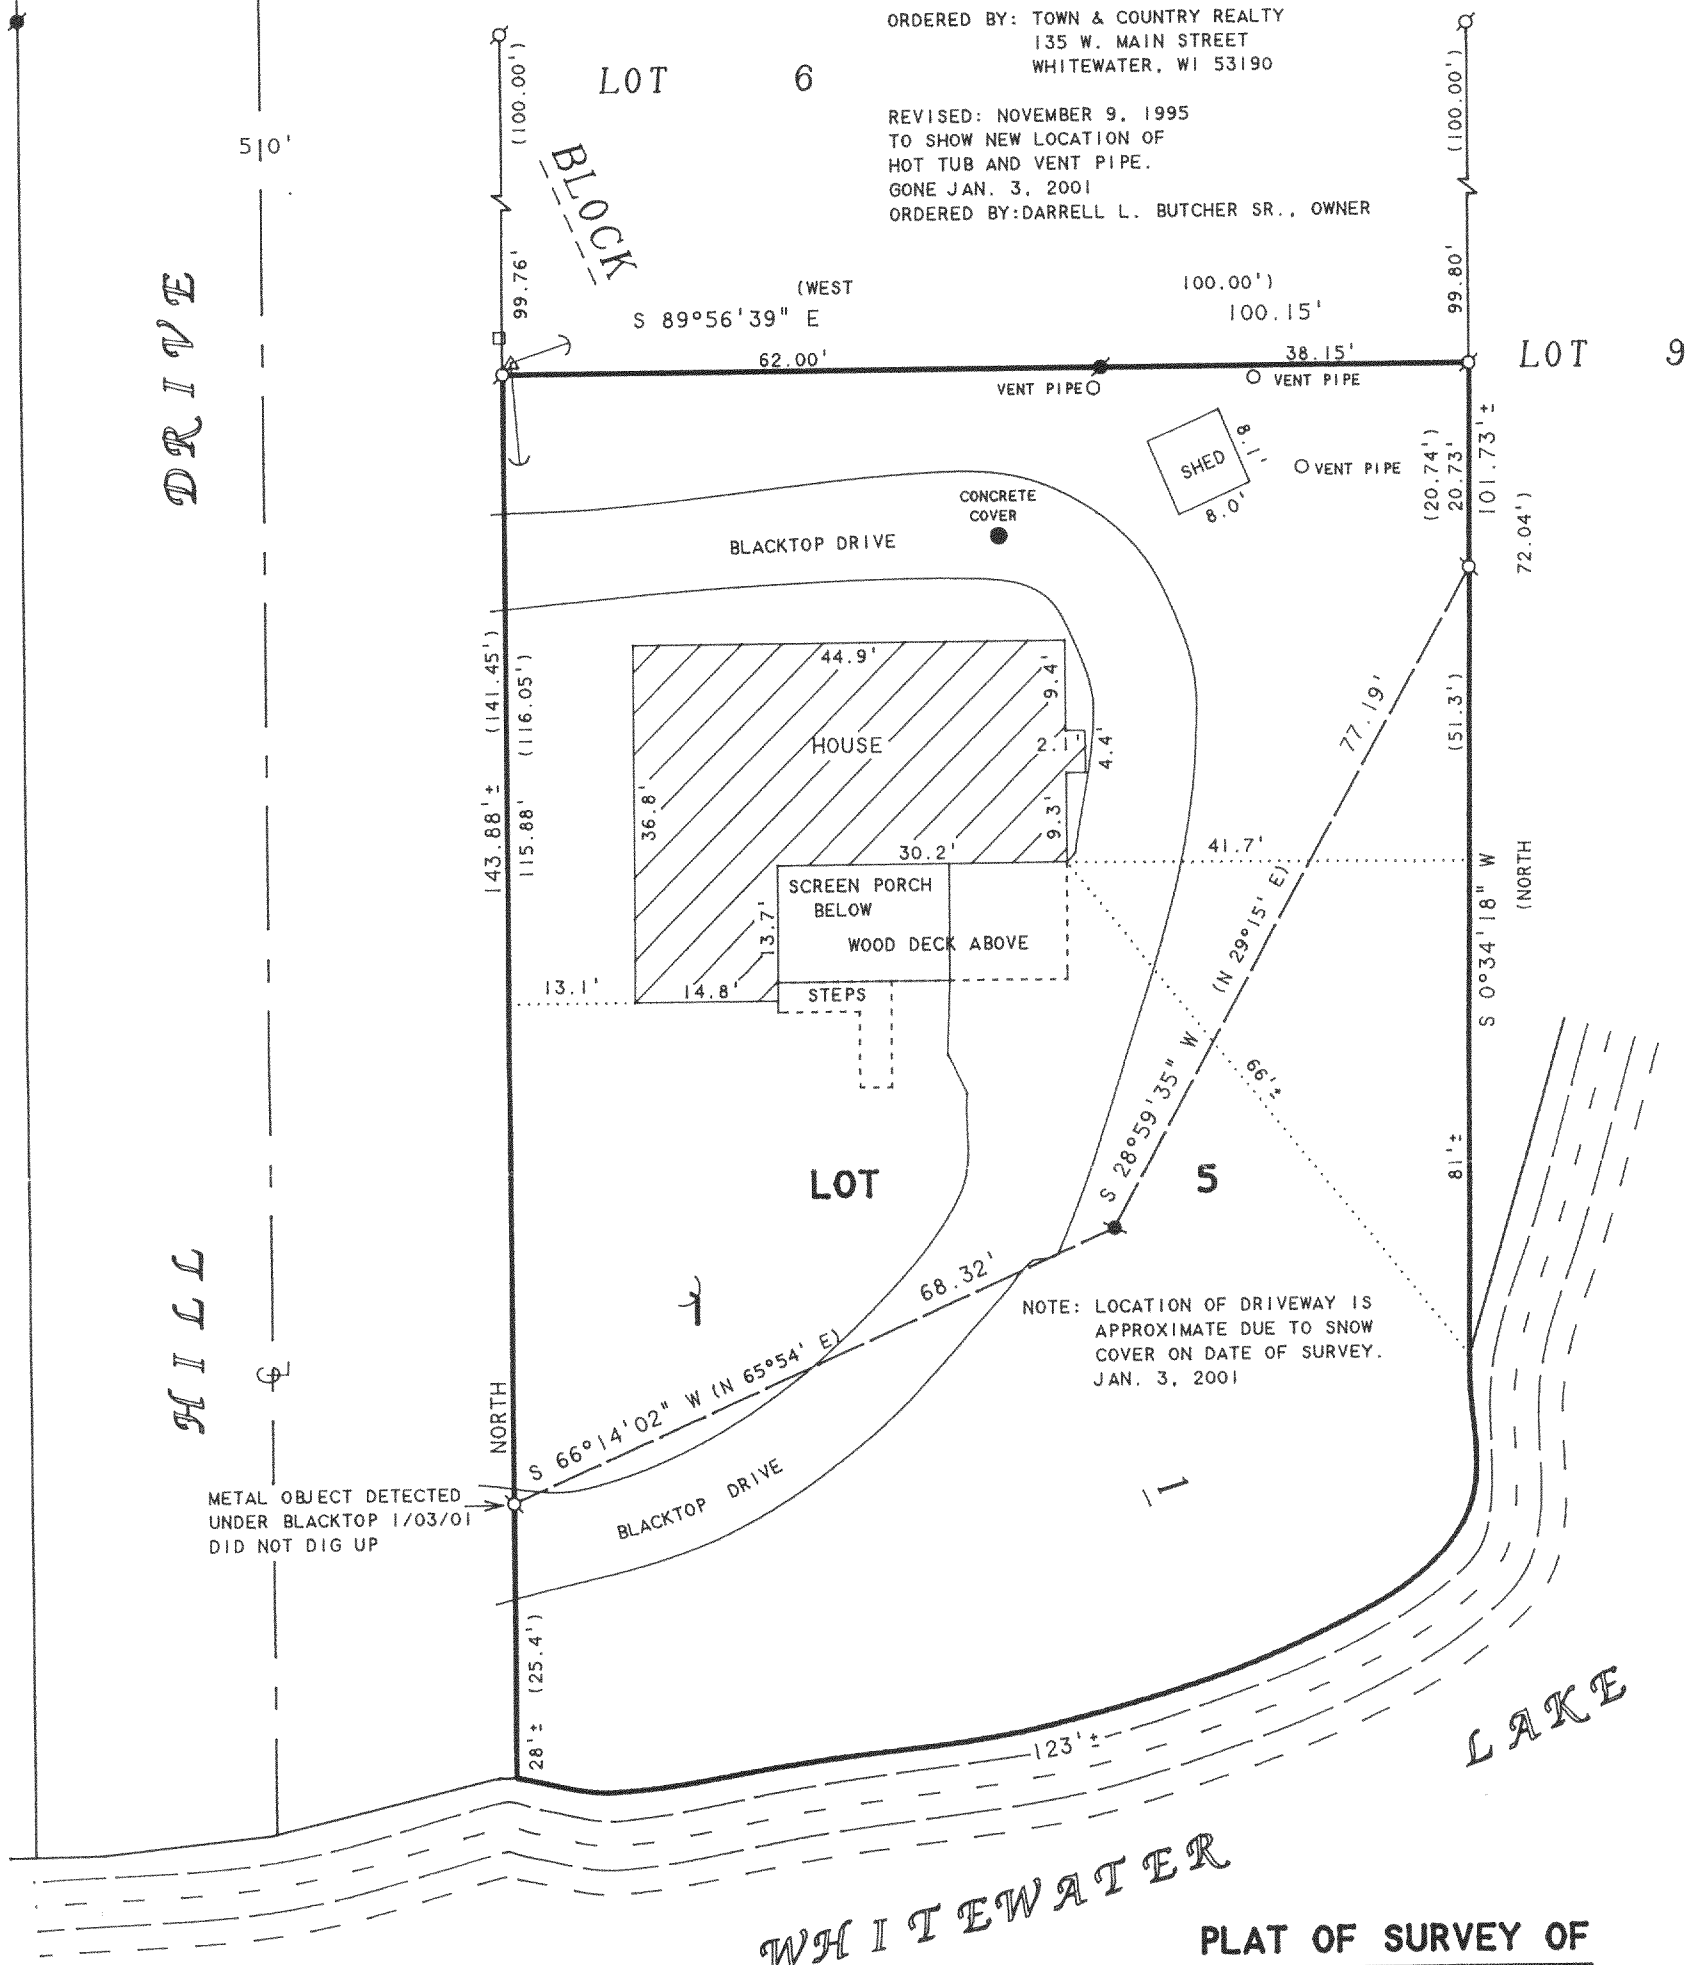 ORDERED BY: TOWN & COUNTRY REALTY
135 W. MAIN STREET
WHITEWATER, WI 53190
REVISED: NOVEMBER 9, 1995
TO SHOW NEW LOCATION OF
HOT TUB AND VENT PIPE.
GONE JAN. 3, 2001
ORDERED BY:DARRELL L. BUTCHER SR., OWNER
LOT 6
(100.00')
(100.00')
50'
BLOCK
99.76'
99.80'
(WEST 100.00')
S 89°56'39" E 100.15'
62.00'
38.15'
LOT 9
VENT PIPE
VENT PIPE
VENT PIPE
SHED
8.1'
8.0'
(20.74')
20.73'
101.73'±
72.04')
CONCRETE
COVER
BLACKTOP DRIVE
HILL DRIVE
(141.45')
(116.05')
143.88'±
115.88'
44.9'
9.4'
HOUSE
2.1'
4.4'
36.8'
9.3'
30.2'
77.19'
(51.3')
41.7'
SCREEN PORCH
BELOW
13.7'
WOOD DECK ABOVE
13.1'
14.8'
STEPS
S 28°59'35" W (N 29°15' E)
S 0°34'18" W
(NORTH
66'±
81'±
LOT 5
68.32'
NOTE: LOCATION OF DRIVEWAY IS
APPROXIMATE DUE TO SNOW
COVER ON DATE OF SURVEY.
JAN. 3, 2001
S 66°14'02" W (N 65°54' E)
NORTH
METAL OBJECT DETECTED
UNDER BLACKTOP 1/03/01
DID NOT DIG UP
BLACKTOP DRIVE
1
28'± (25.4')
123'±
WHITEWATER LAKE
PLAT OF SURVEY OF